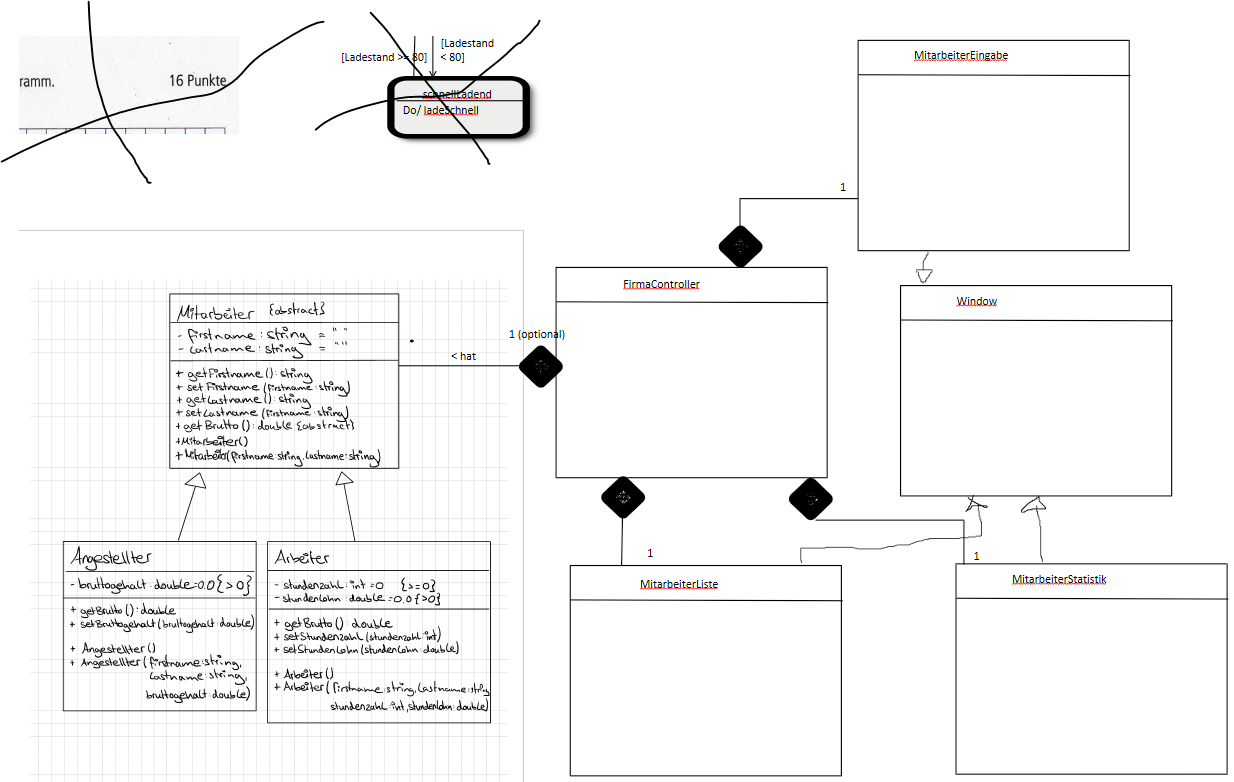 ramm.
16 Punkte
[Ladestand >= 80]
[Ladestand
< 80]
schnellLadend
Do/ ladeSchnell
MitarbeiterEingabe
1
FirmaController
Window
1 (optional)
*
< hat
Mitarbeiter {abstract}
- firstname : string = " "
- lastname : string = " "
+ getFirstname () : string
+ setFirstname (firstname : string)
+ getLastname () : string
+ setLastname (firstname : string)
+ getBrutto () : double {abstract}
+Mitarbeiter()
+ Mitarbeiter(firstname:string, lastname:string)
Angestellter
- bruttogehalt : double=0.0{>0}
+ getBrutto () : double
+ setBruttogehalt (bruttogehalt : double)
+ Angestellter ()
+ Angestellter (firstname:string,
lastname:string,
bruttogehalt : double)
Arbeiter
- stundenzahl : int =0 {>=0}
- stundenlohn : double =0.0 {>0}
+ getBrutto () : double
+ setStundenzahl (stundenzahl : int)
+ setStundenlohn (stundenlohn : double)
+ Arbeiter ()
+ Arbeiter (firstname:string, lastname:string
stundenzahl:int, stundenlohn:double)
1
MitarbeiterListe
1
MitarbeiterStatistik